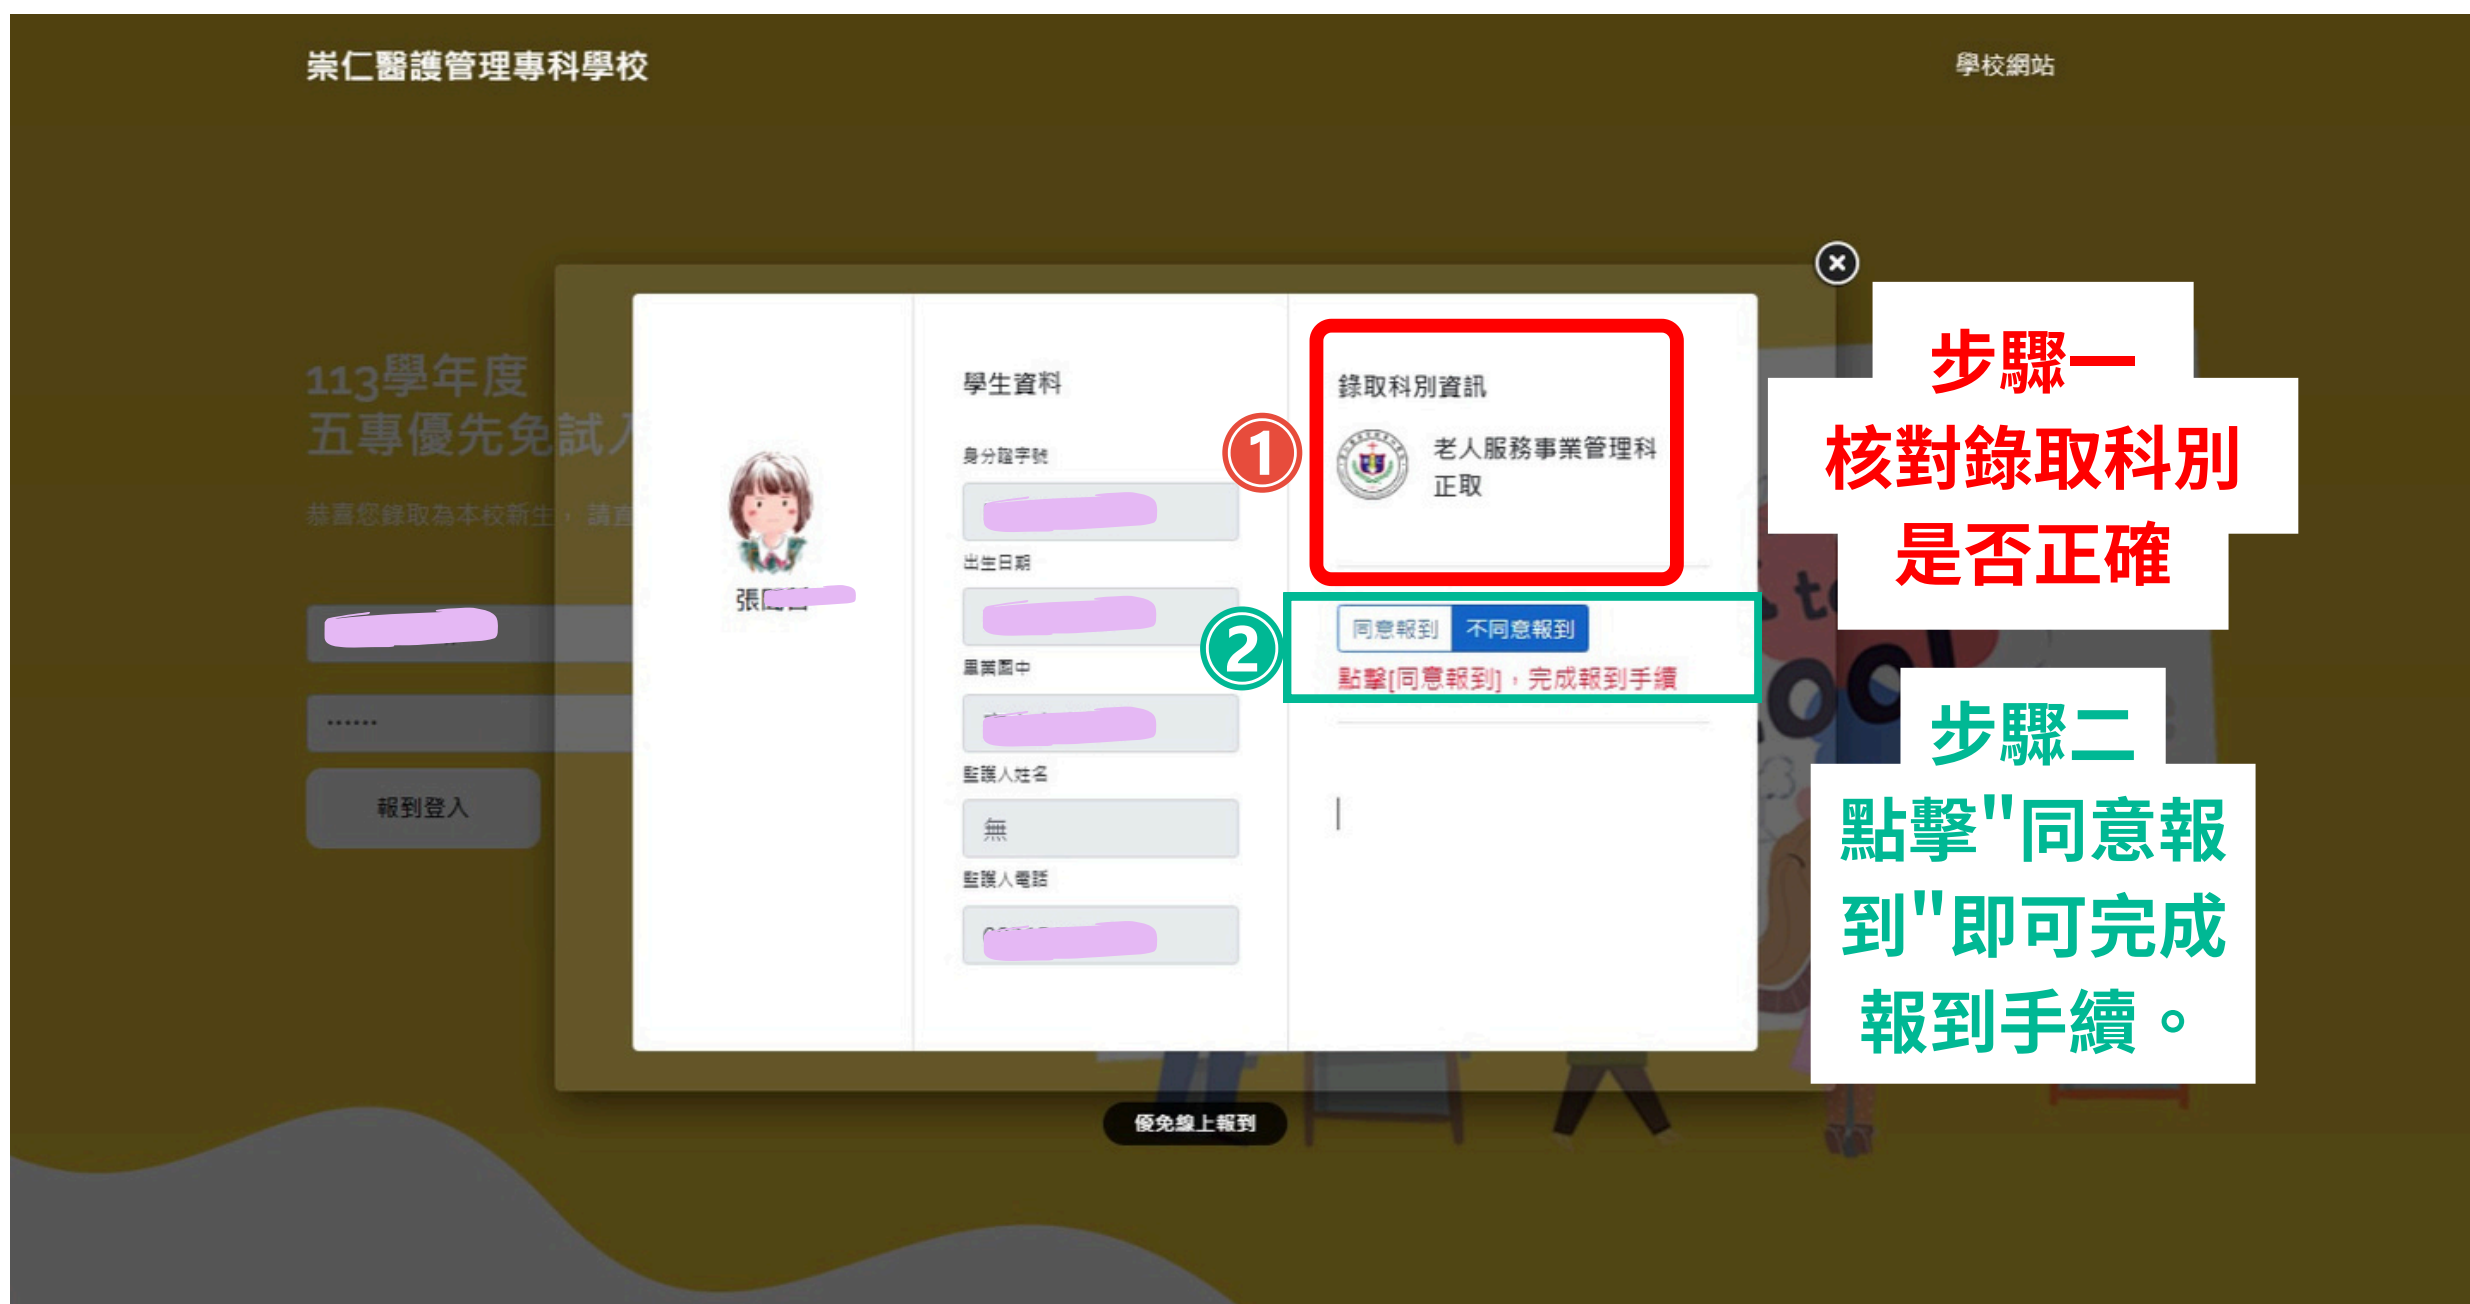 崇仁醫護管理專科學校
學校網站
113學年度
五專優先免試入
恭喜您錄取為本校新生，請直
......
報到登入
張
學生資料
身分證字號
出生日期
畢業國中
監護人姓名
無
監護人電話
1
錄取科別資訊
老人服務事業管理科
正取
2
同意報到 不同意報到
點擊[同意報到]，完成報到手續
步驟一
核對錄取科別
是否正確
步驟二
點擊"同意報
到"即可完成
報到手續。
優免線上報到